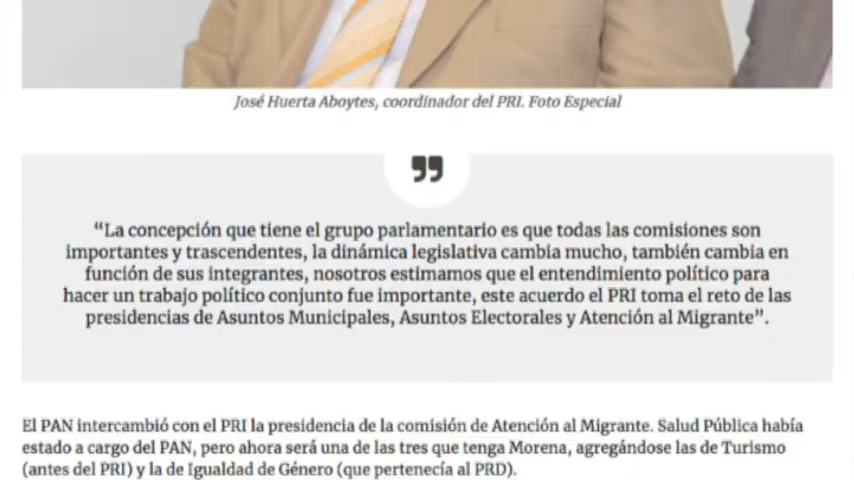 José Huerta Aboytes, coordinador del PRI. Foto Especial
”
“La concepción que tiene el grupo parlamentario es que todas las comisiones son
importantes y trascendentes, la dinámica legislativa cambia mucho, también cambia en
función de sus integrantes, nosotros estimamos que el entendimiento político para
hacer un trabajo político conjunto fue importante, este acuerdo el PRI toma el reto de las
presidencias de Asuntos Municipales, Asuntos Electorales y Atención al Migrante”.
El PAN intercambió con el PRI la presidencia de la comisión de Atención al Migrante. Salud Pública había
estado a cargo del PAN, pero ahora será una de las tres que tenga Morena, agregándose las de Turismo
(antes del PRI) y la de Igualdad de Género (que pertenecía al PRD).